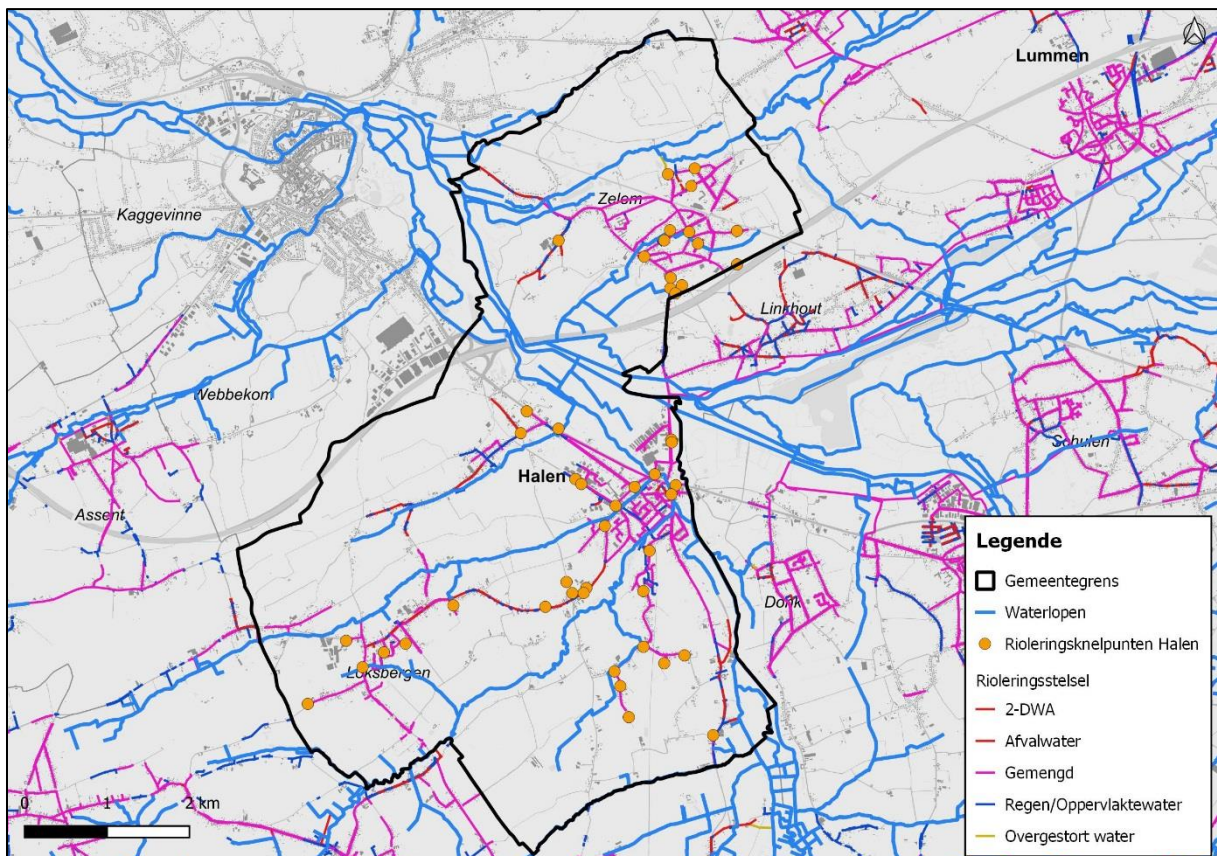 Lummen
Kaggevinne
Zelem
Linkhout
Webbekom
Schulen
Halen
Assent
Donk
Loksbergen
0 1 2 km
Legende
Gemeentegrens
Waterlopen
Rioleringsknelpunten Halen
Rioleringsstelsel
2-DWA
Afvalwater
Gemengd
Regen/Oppervlaktewater
Overgestort water